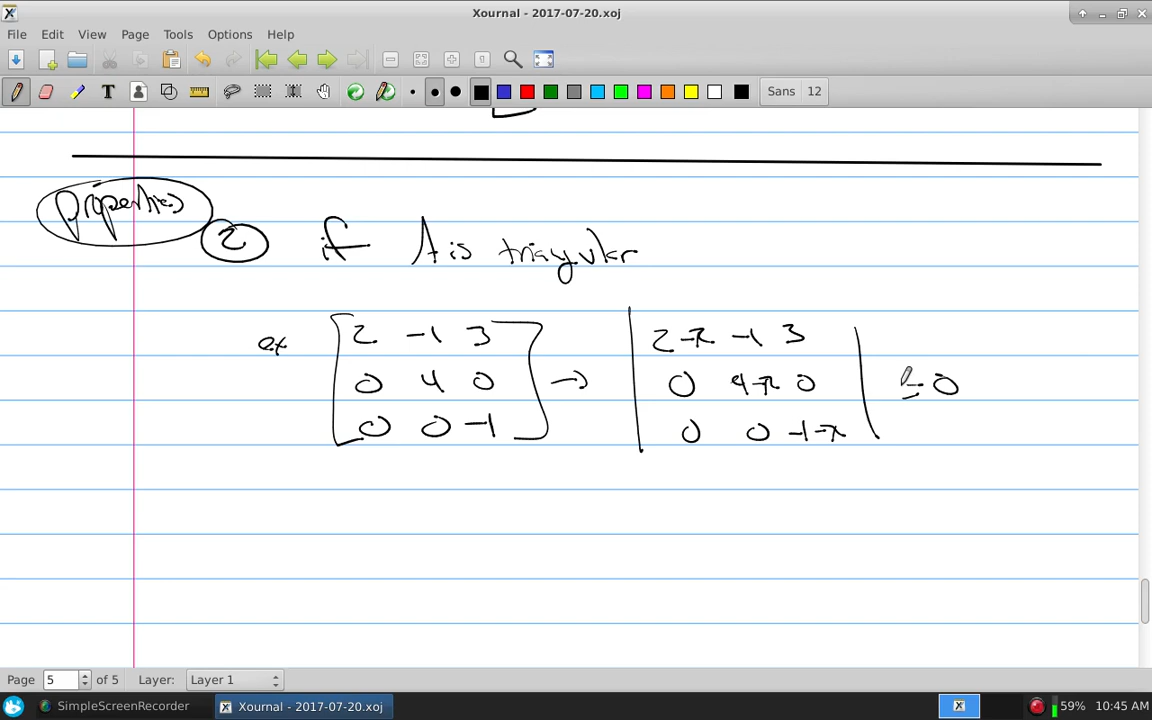 Xournal - 2017-07-20.xoj
File Edit View Page Tools Options Help
Sans 12
properties
2 if A is triayular
ex [2 -1 3; 0 4 0; 0 0 -1] → |2-λ -1 3; 0 4-λ 0; 0 0 -1-λ| = 0
Page 5 of 5 Layer: Layer 1
SimpleScreenRecorder Xournal - 2017-07-20.xoj 59% 10:45 AM